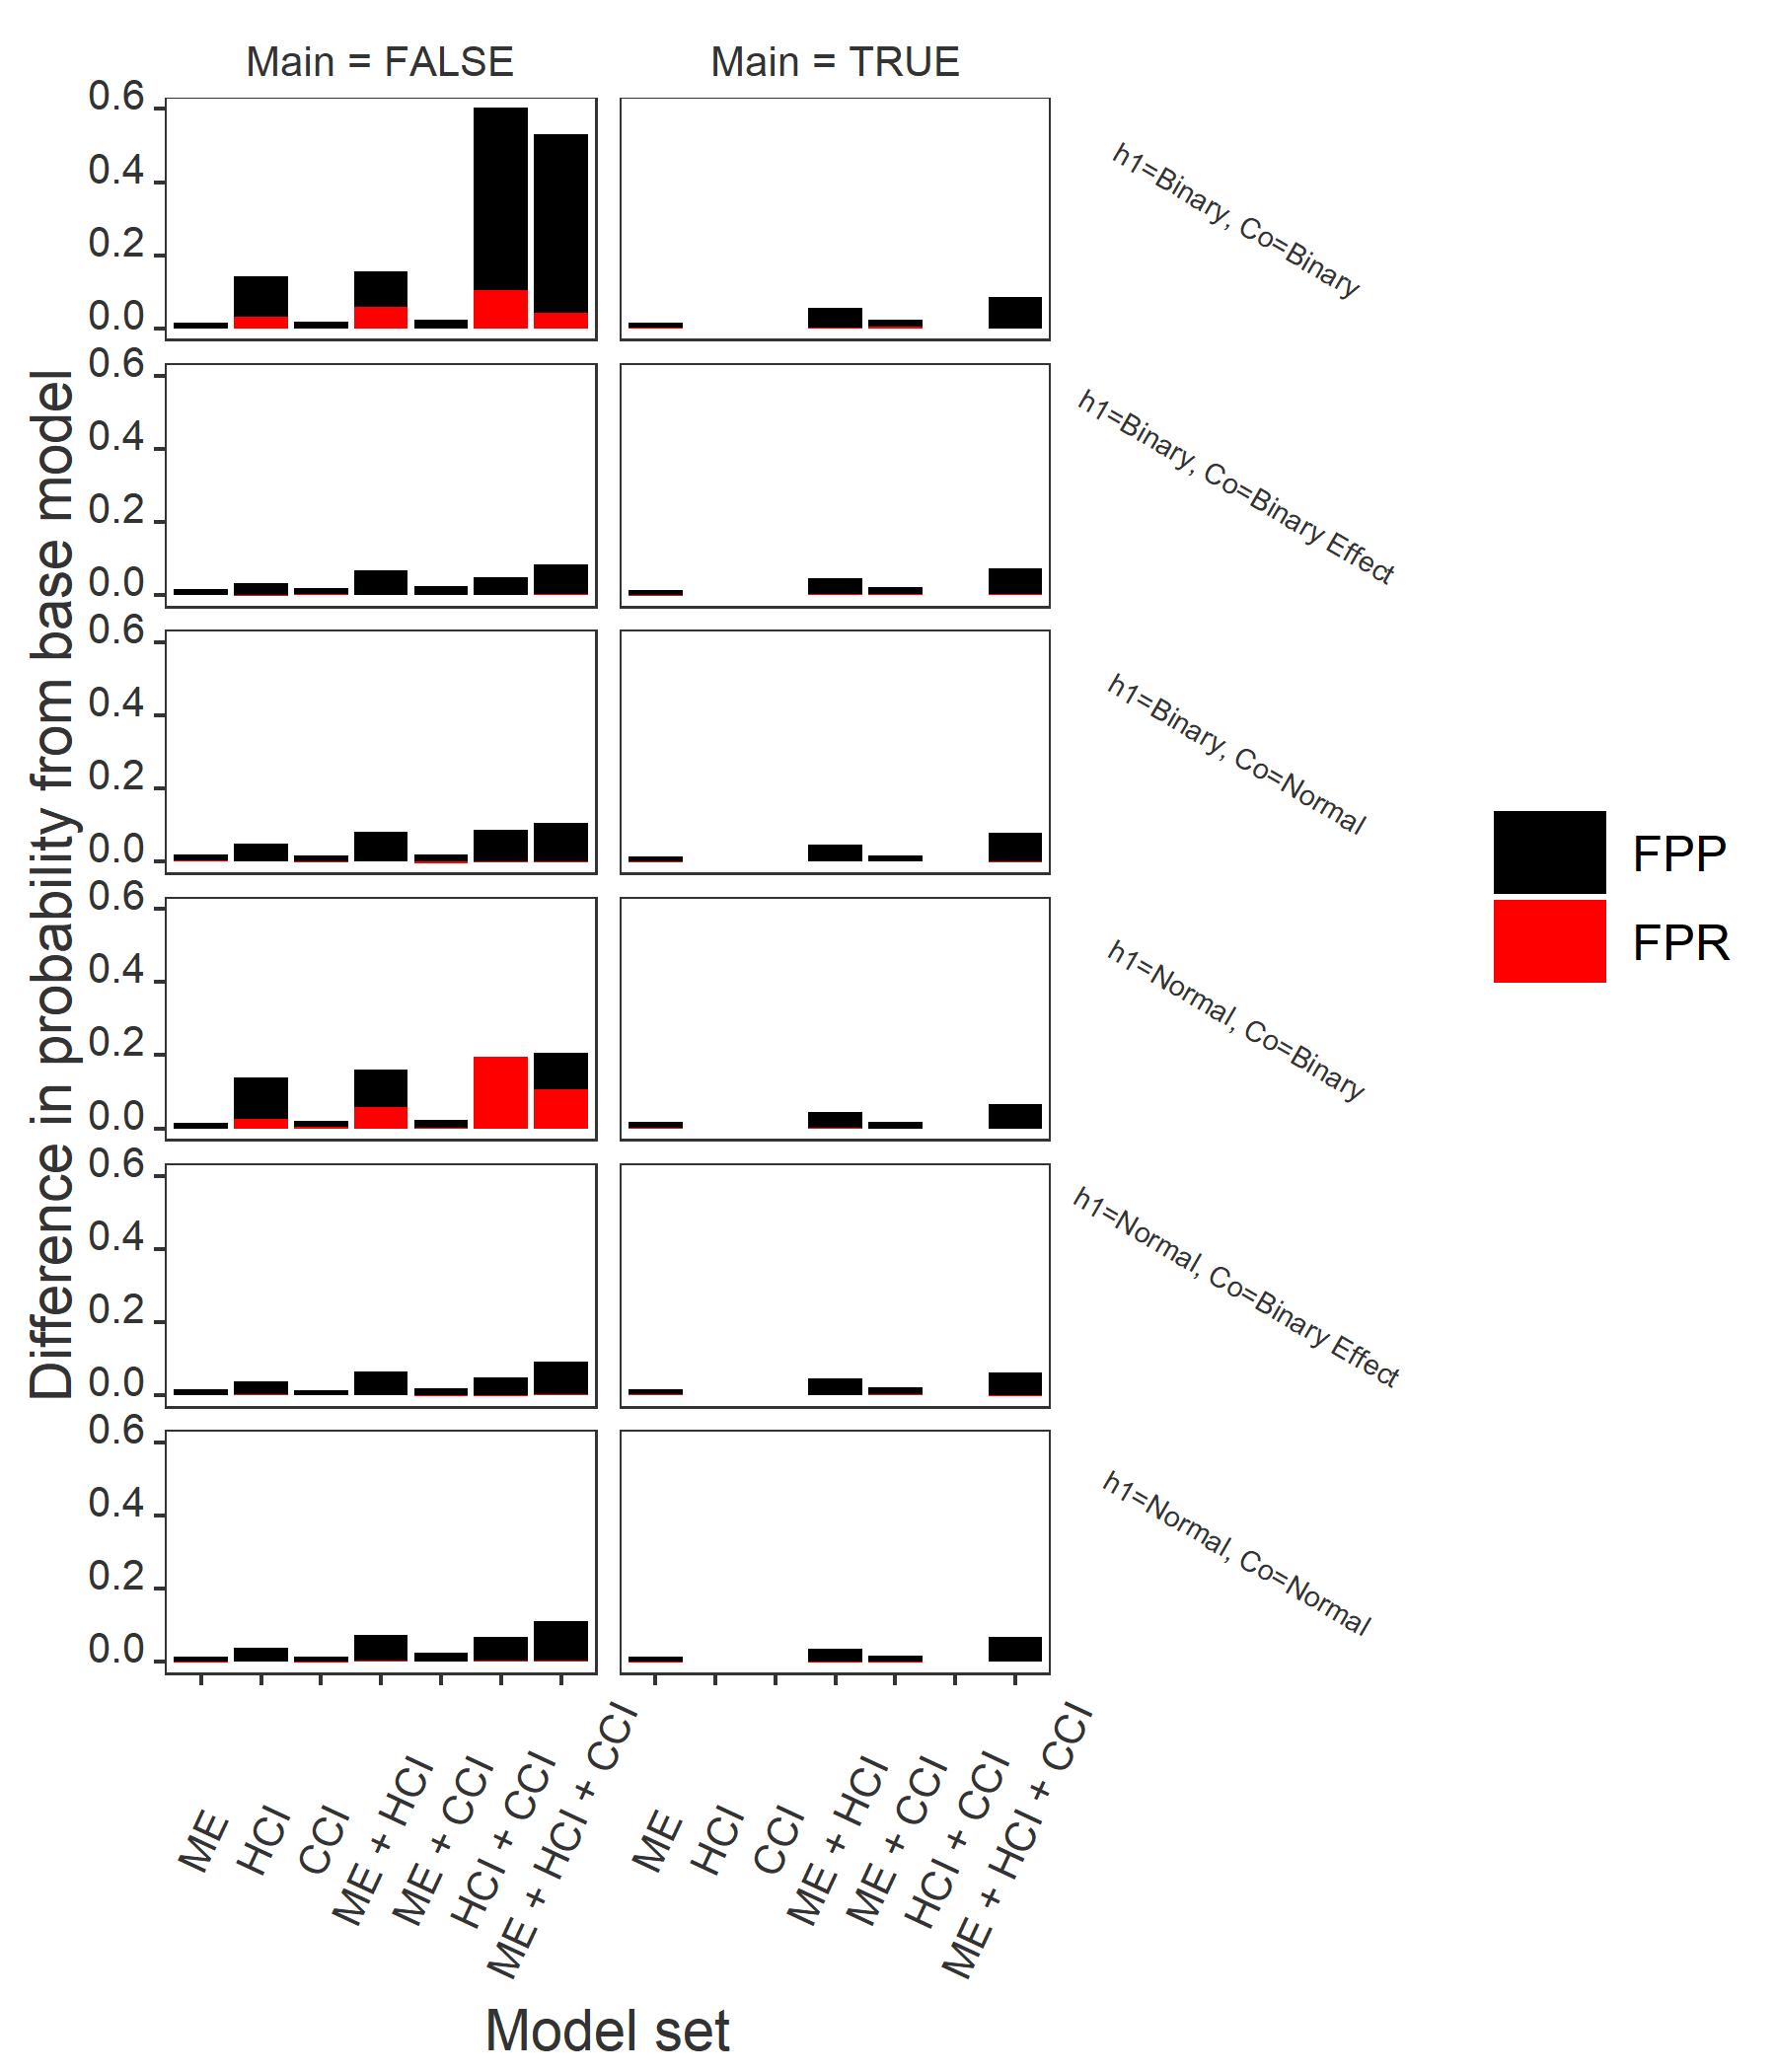 Main = FALSE
Main = TRUE
Difference in probability from base model
0.6
0.4
0.2
0.0
h1=Binary, Co=Binary
0.6
0.4
0.2
0.0
h1=Binary, Co=Binary Effect
0.6
0.4
0.2
0.0
h1=Binary, Co=Normal
0.6
0.4
0.2
0.0
h1=Normal, Co=Binary
0.6
0.4
0.2
0.0
h1=Normal, Co=Binary Effect
0.6
0.4
0.2
0.0
h1=Normal, Co=Normal
FPP
FPR
ME
HCI
CCI
ME + HCI
ME + CCI
HCI + CCI
ME + HCI + CCI
ME
HCI
CCI
ME + HCI
ME + CCI
HCI + CCI
ME + HCI + CCI
Model set